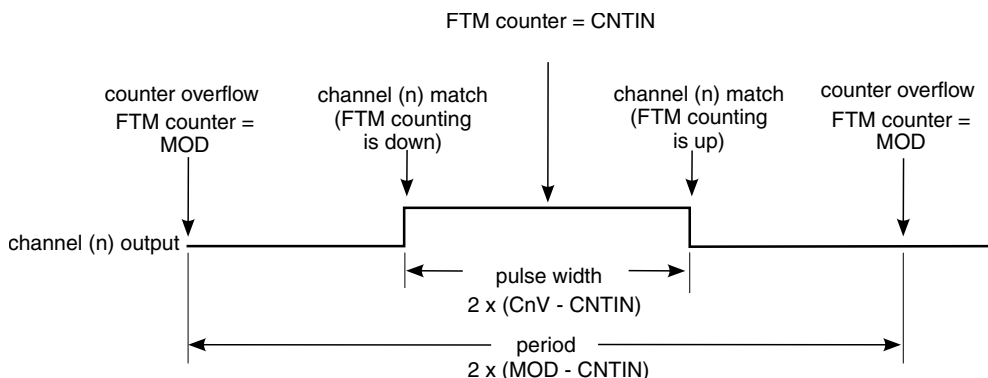 FTM counter = CNTIN
counter overflow
FTM counter =
MOD
channel (n) match
(FTM counting
is down)
channel (n) match
(FTM counting
is up)
counter overflow
FTM counter =
MOD
channel (n) output
pulse width
2 x (CnV - CNTIN)
period
2 x (MOD - CNTIN)